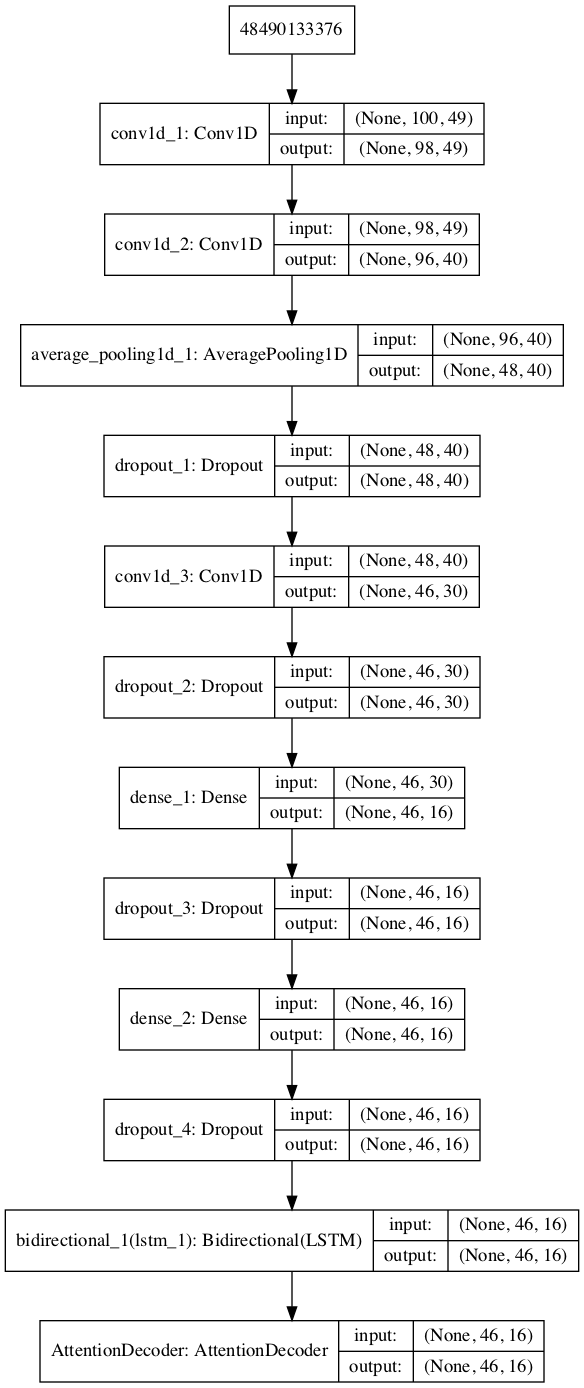 48490133376
conv1d_1: Conv1D
input: (None, 100, 49)
output: (None, 98, 49)
conv1d_2: Conv1D
input: (None, 98, 49)
output: (None, 96, 40)
average_pooling1d_1: AveragePooling1D
input: (None, 96, 40)
output: (None, 48, 40)
dropout_1: Dropout
input: (None, 48, 40)
output: (None, 48, 40)
conv1d_3: Conv1D
input: (None, 48, 40)
output: (None, 46, 30)
dropout_2: Dropout
input: (None, 46, 30)
output: (None, 46, 30)
dense_1: Dense
input: (None, 46, 30)
output: (None, 46, 16)
dropout_3: Dropout
input: (None, 46, 16)
output: (None, 46, 16)
dense_2: Dense
input: (None, 46, 16)
output: (None, 46, 16)
dropout_4: Dropout
input: (None, 46, 16)
output: (None, 46, 16)
bidirectional_1(lstm_1): Bidirectional(LSTM)
input: (None, 46, 16)
output: (None, 46, 16)
AttentionDecoder: AttentionDecoder
input: (None, 46, 16)
output: (None, 46, 16)